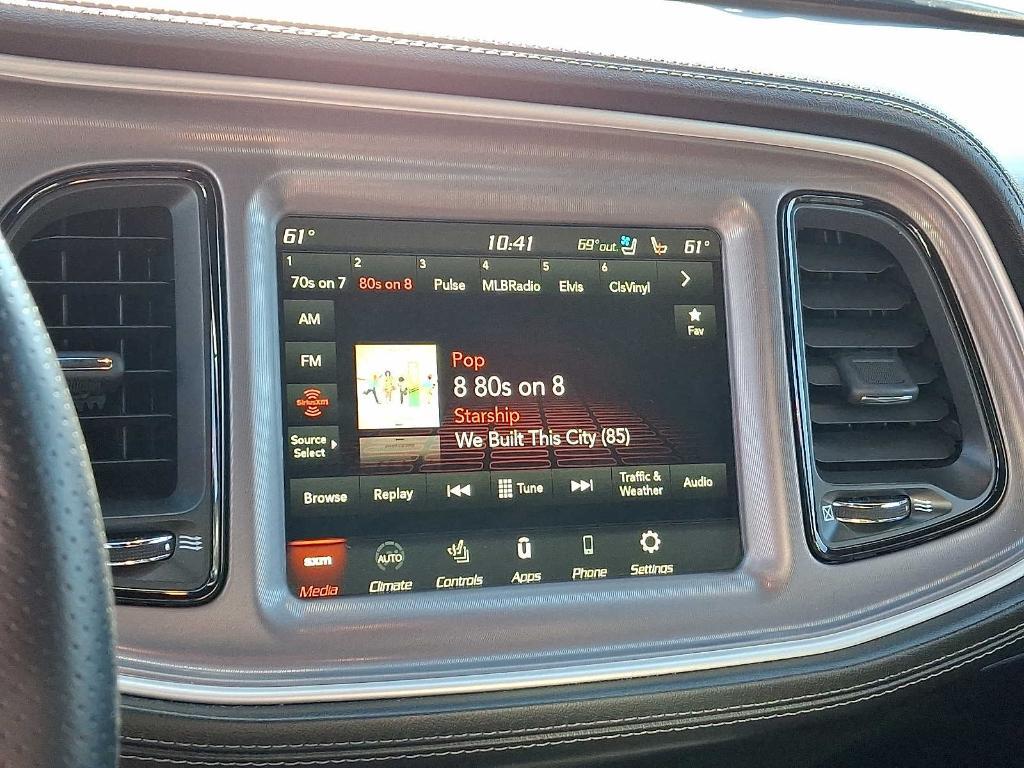 61° 10:41 69°out. 61°
1 2 3 4 5 6
70s on 7 80s on 8 Pulse MLBRadio Elvis ClsVinyl
AM
Fav
FM
Pop
8 80s on 8
SiriusXM
Starship
We Built This City (85)
Source
Select
Browse Replay Tune Traffic & Weather Audio
sxm AUTO
Media Climate Controls Apps Phone Settings